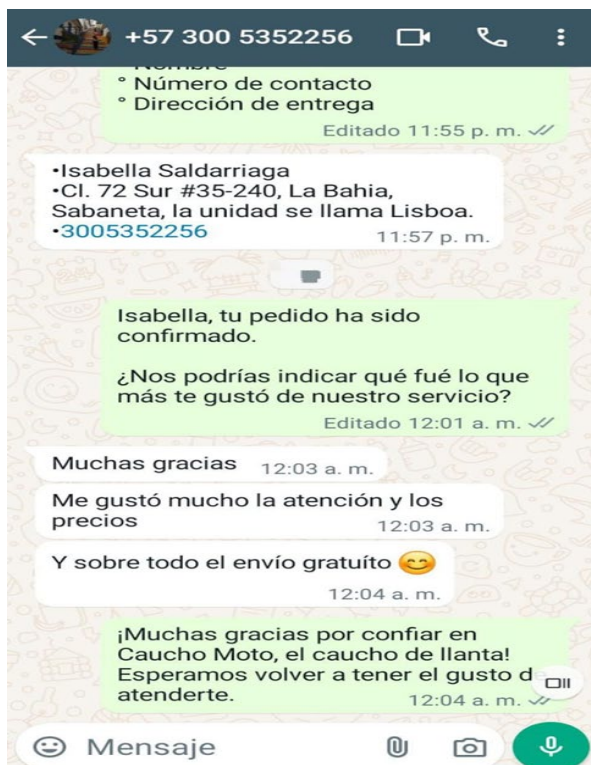 +57 300 5352256
° Nombre
° Número de contacto
° Dirección de entrega
Editado 11:55 p. m.
•Isabella Saldarriaga
•Cl. 72 Sur #35-240, La Bahia,
Sabaneta, la unidad se llama Lisboa.
•3005352256
11:57 p. m.
Isabella, tu pedido ha sido
confirmado.
¿Nos podrías indicar qué fué lo que
más te gustó de nuestro servicio?
Editado 12:01 a. m.
Muchas gracias 12:03 a. m.
Me gustó mucho la atención y los
precios
12:03 a. m.
Y sobre todo el envío gratuíto 😊
12:04 a. m.
¡Muchas gracias por confiar en
Caucho Moto, el caucho de llanta!
Esperamos volver a tener el gusto de
atenderte.
12:04 a. m.
Mensaje